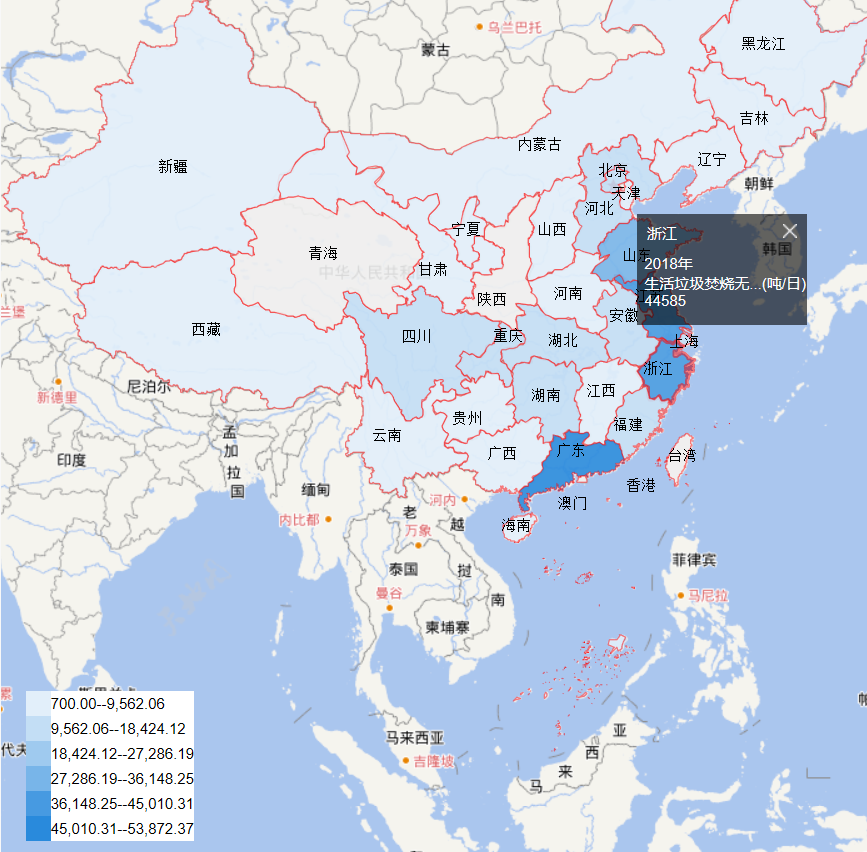 乌兰巴托
蒙古
黑龙江
吉林
内蒙古
辽宁
新疆
北京
天津
朝鲜
河北
宁夏
山西
青海
中华人民共和
甘肃
山东
韩国
浙江
2018年
生活垃圾焚烧无...(吨/日)
44585
陕西
河南
江
安徽
兰堡
西藏
四川
重庆
湖北
上海
浙江
新德里
尼泊尔
湖南
江西
贵州
福建
云南
孟
加
拉
国
印度
广西
广东
台湾
香港
缅甸
河内
澳门
内比都
老
挝
万象
越
南
海南
泰国
菲律宾
曼谷
马尼拉
柬埔寨
马来西亚
吉隆坡
马
来
西
亚
累
代夫
700.00--9,562.06
9,562.06--18,424.12
18,424.12--27,286.19
27,286.19--36,148.25
36,148.25--45,010.31
45,010.31--53,872.37